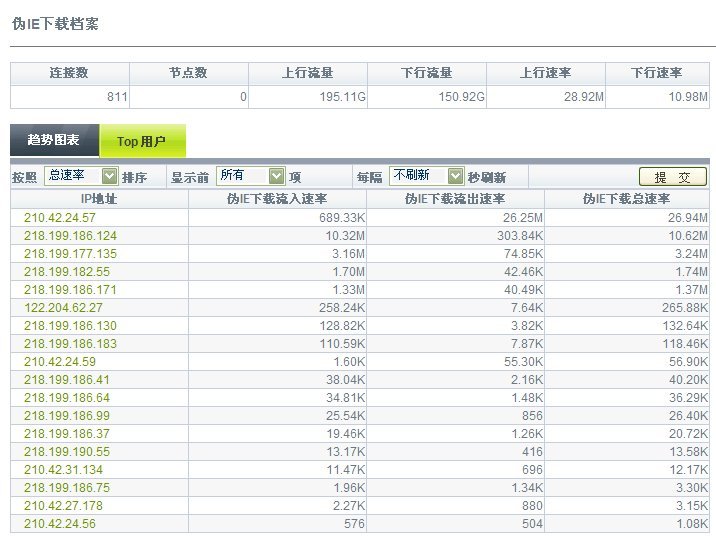 伪IE下载档案
连接数 节点数 上行流量 下行流量 上行速率 下行速率
811 0 195.11G 150.92G 28.92M 10.98M
趋势图表 Top 用户
按照 总速率 排序 显示前 所有 项 每隔 不刷新 秒刷新 提 交
IP地址 伪IE下载流入速率 伪IE下载流出速率 伪IE下载总速率
210.42.24.57 689.33K 26.25M 26.94M
218.199.186.124 10.32M 303.84K 10.62M
218.199.177.135 3.16M 74.85K 3.24M
218.199.182.55 1.70M 42.46K 1.74M
218.199.186.171 1.33M 40.49K 1.37M
122.204.62.27 258.24K 7.64K 265.88K
218.199.186.130 128.82K 3.82K 132.64K
218.199.186.183 110.59K 7.87K 118.46K
210.42.24.59 1.60K 55.30K 56.90K
218.199.186.41 38.04K 2.16K 40.20K
218.199.186.64 34.81K 1.48K 36.29K
218.199.186.99 25.54K 856 26.40K
218.199.186.37 19.46K 1.26K 20.72K
218.199.190.55 13.17K 416 13.58K
210.42.31.134 11.47K 696 12.17K
218.199.186.75 1.96K 1.34K 3.30K
210.42.27.178 2.27K 880 3.15K
210.42.24.56 576 504 1.08K